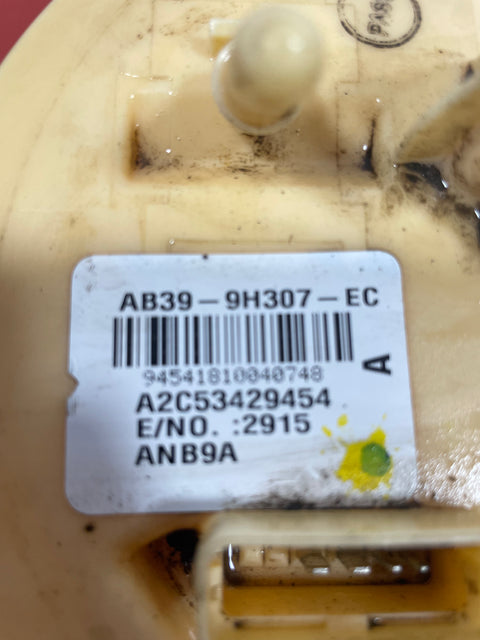 AB39-9H307-EC
94541810040748
A
A2C53429454
E/NO. :2915
ANB9A